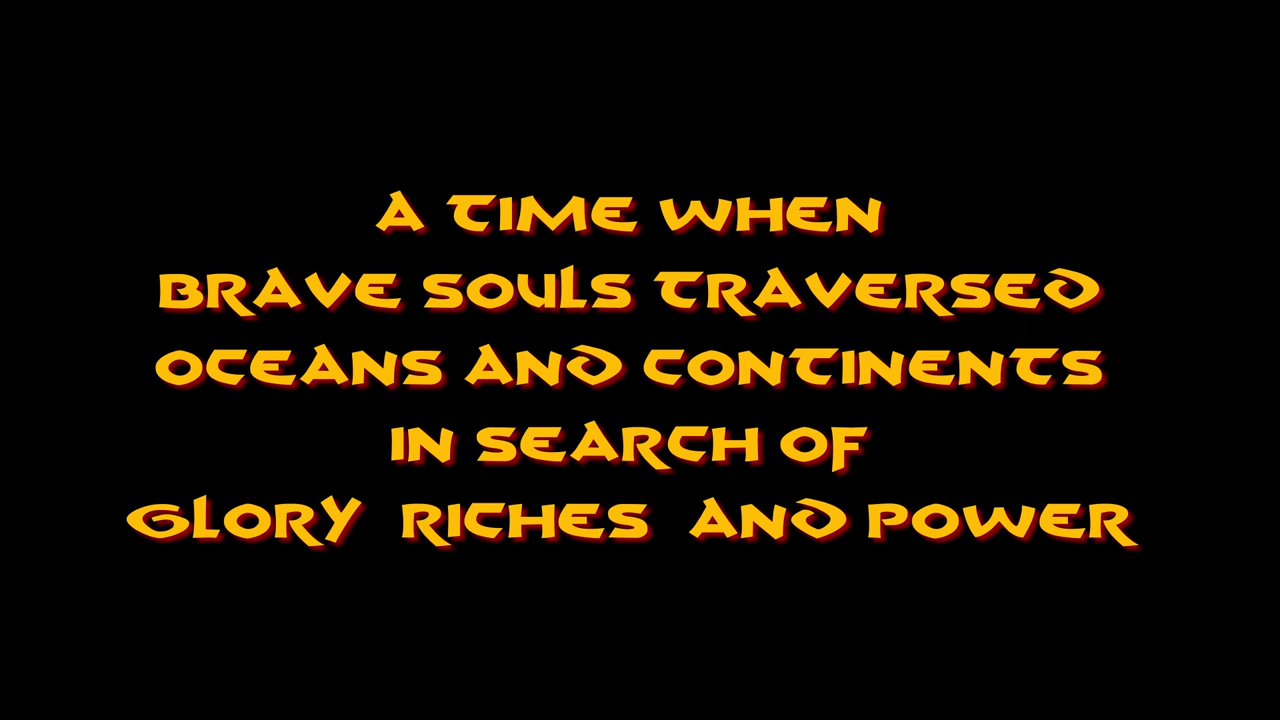 A TIME WHEN
BRAVE SOULS TRAVERSED
OCEANS AND CONTINENTS
IN SEARCH OF
GLORY RICHES AND POWER